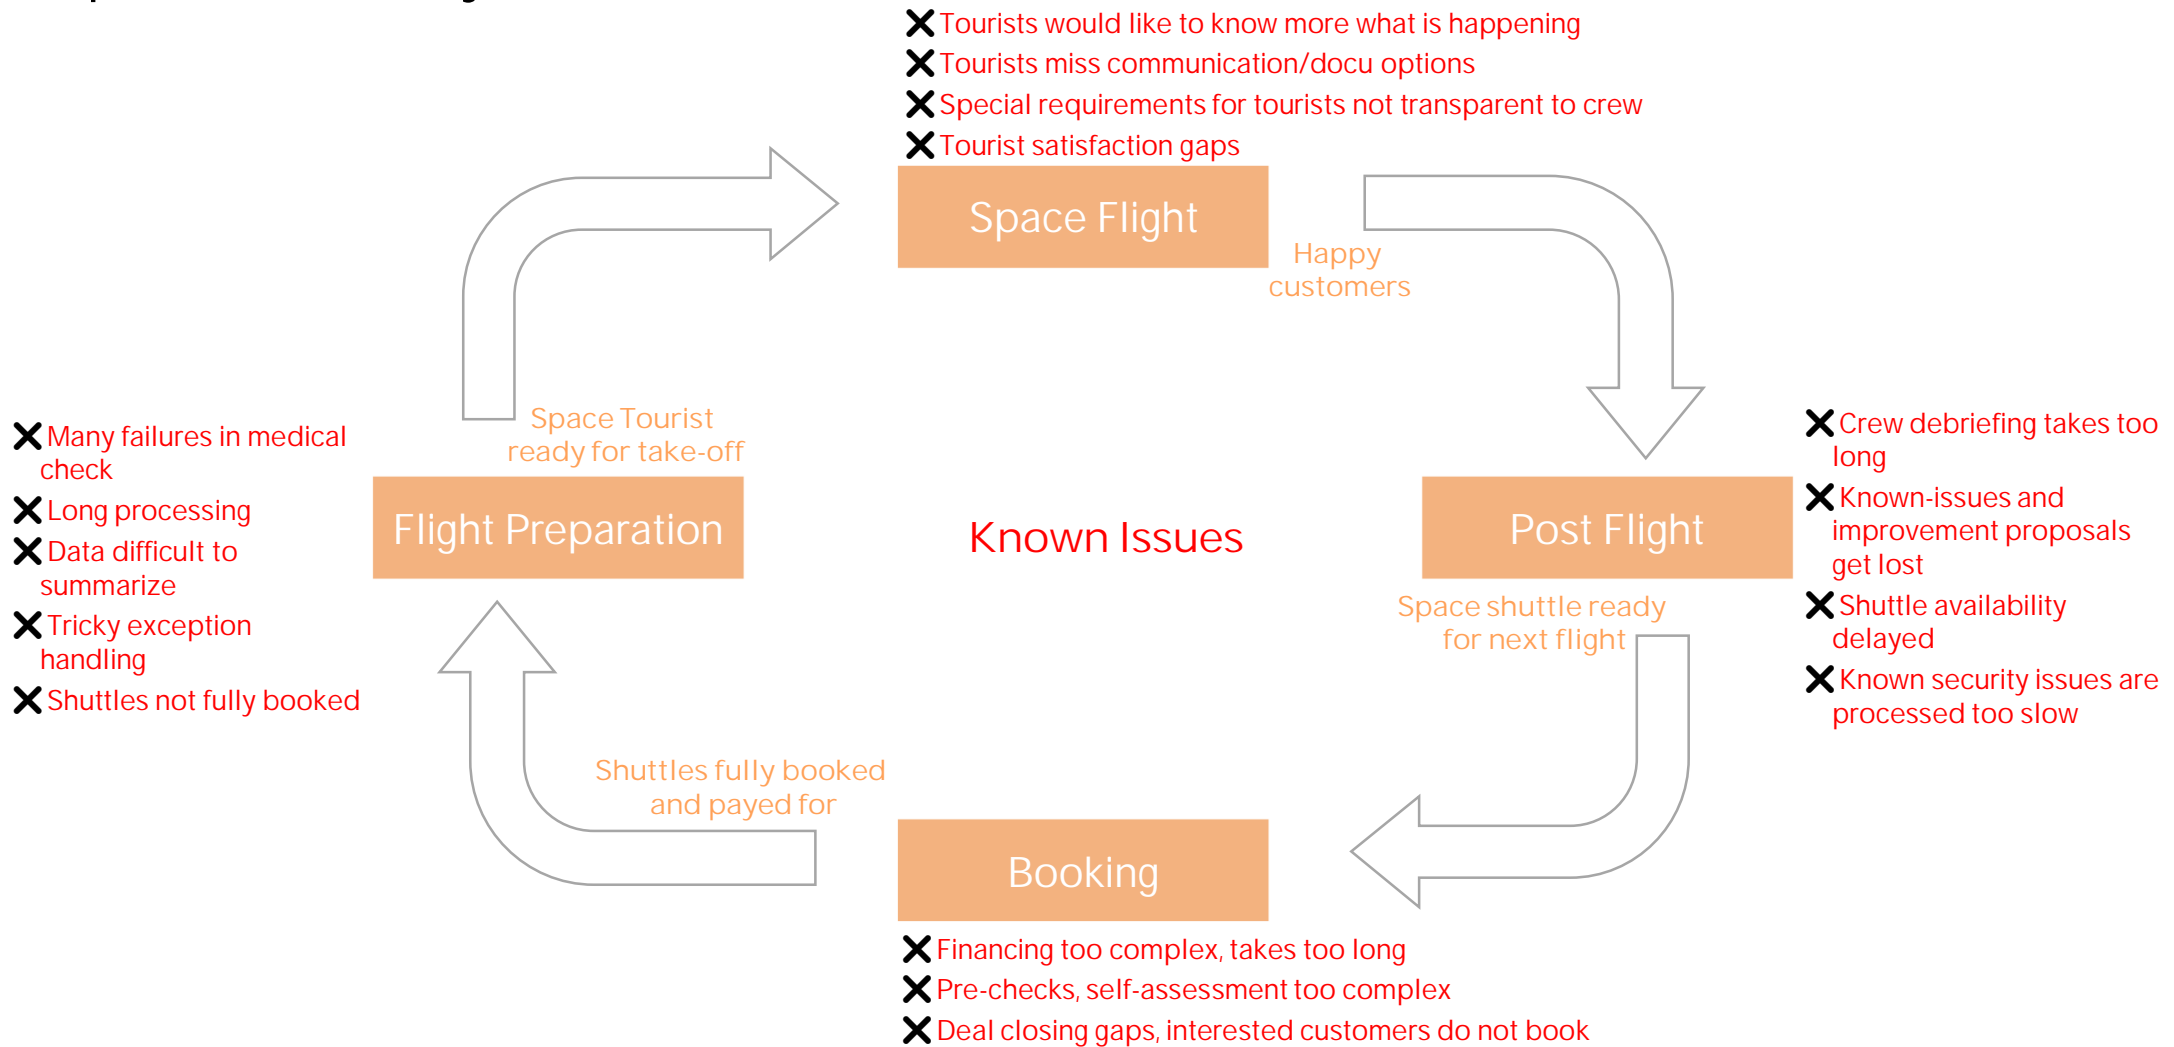 Tourists would like to know more what is happening
Tourists miss communication/docu options
Special requirements for tourists not transparent to crew
Tourist satisfaction gaps
Space Flight
Happy
customers
Space Tourist
ready for take-off
Many failures in medical
check
Long processing
Data difficult to
summarize
Tricky exception
handling
Shuttles not fully booked
Flight Preparation
Known Issues
Post Flight
Crew debriefing takes too
long
Known-issues and
improvement proposals
get lost
Shuttle availability
delayed
Known security issues are
processed too slow
Space shuttle ready
for next flight
Shuttles fully booked
and payed for
Booking
Financing too complex, takes too long
Pre-checks, self-assessment too complex
Deal closing gaps, interested customers do not book